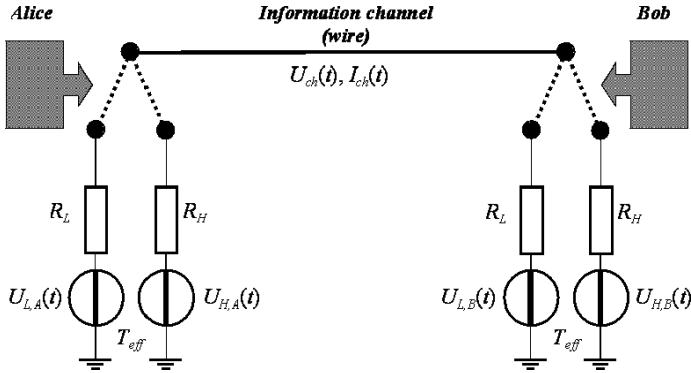 Alice
Information channel
(wire)
Bob
U_ch(t), I_ch(t)
R_L
R_H
R_L
R_H
U_L,A(t)
U_H,A(t)
U_L,B(t)
U_H,B(t)
T_eff
T_eff